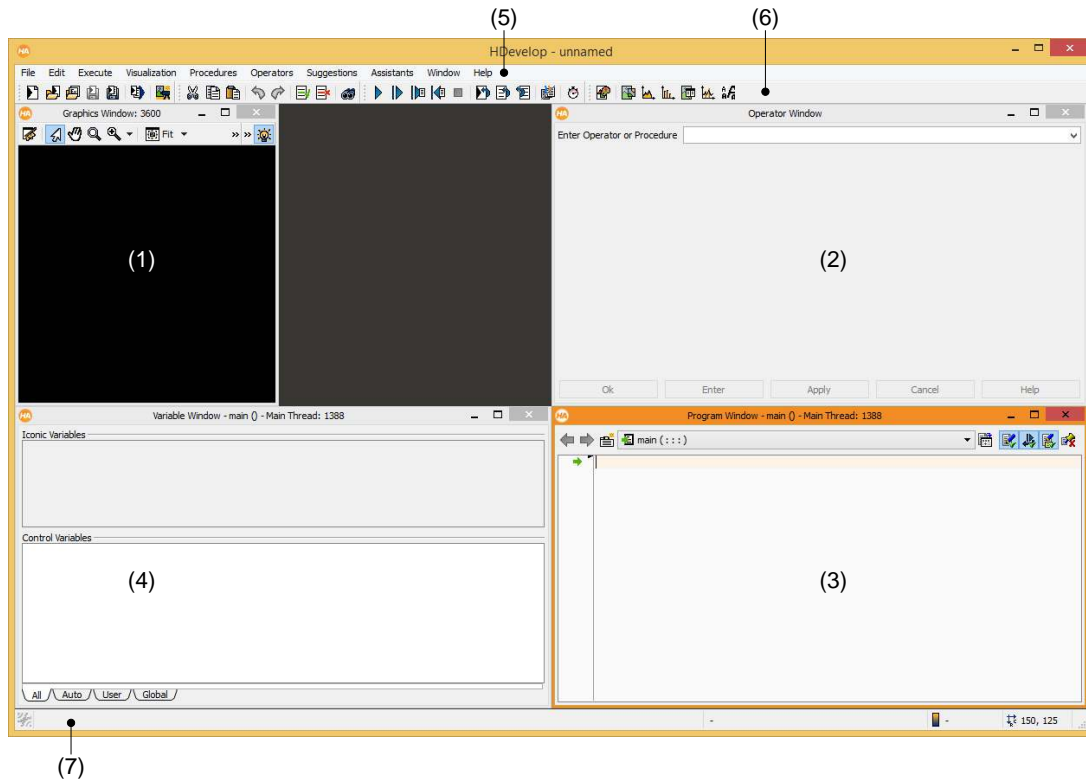 (5)
(6)
HDevelop - unnamed
File Edit Execute Visualization Procedures Operators Suggestions Assistants Window Help
Graphics Window: 3600
Operator Window
Fit
Enter Operator or Procedure
(1)
(2)
Ok Enter Apply Cancel Help
Variable Window - main () - Main Thread: 1388
Program Window - main () - Main Thread: 1388
Iconic Variables
main (:::)
Control Variables
(4)
(3)
All Auto User Global
- - 150, 125
(7)